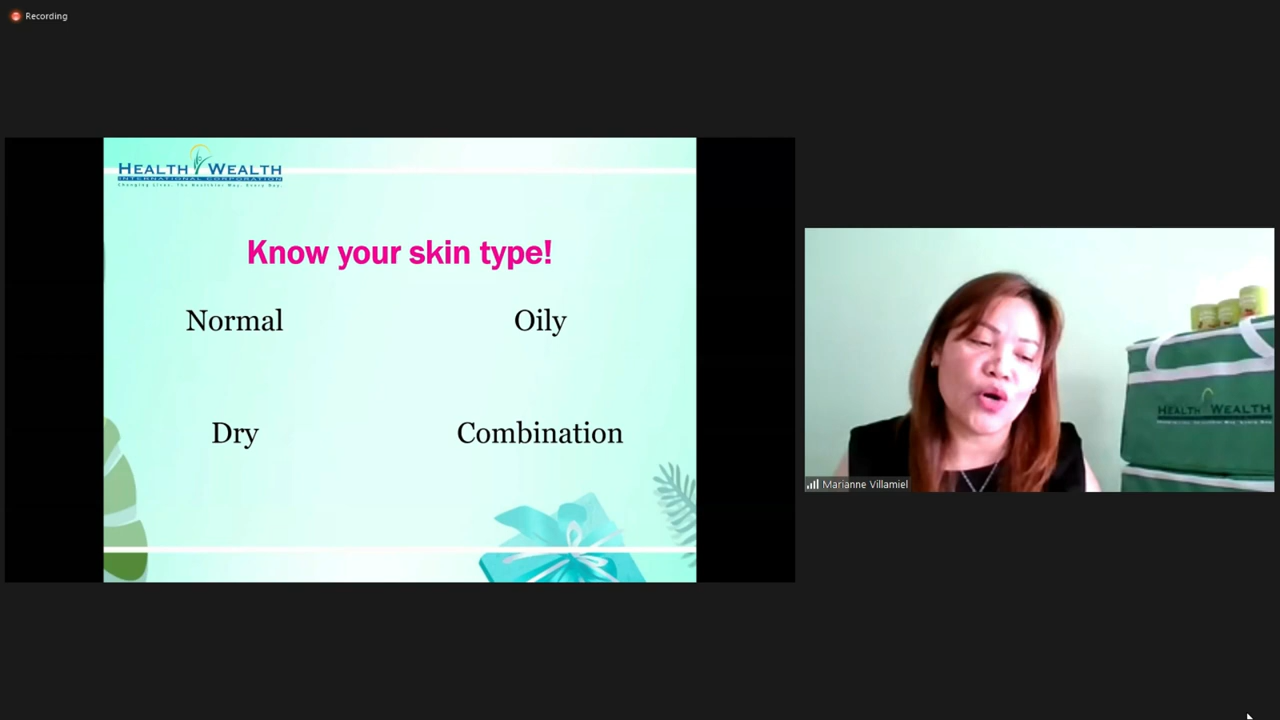 Recording
HEALTH WEALTH
INTERNATIONAL CORPORATION
Changing Lives, The Healthier Way, Every Day.
Know your skin type!
Normal
Oily
Dry
Combination
HEALTH WEALTH
Marianne Villamiel